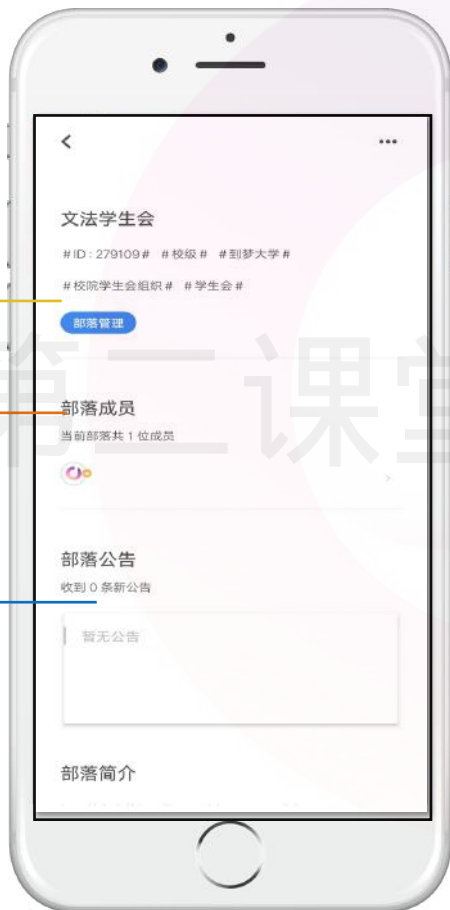 文法学生会
#ID:279109# #校级# #到梦大学#
#校院学生会组织# #学生会#
部落管理
部落成员
当前部落共 1 位成员
部落公告
收到 0 条新公告
暂无公告
部落简介
第二课堂